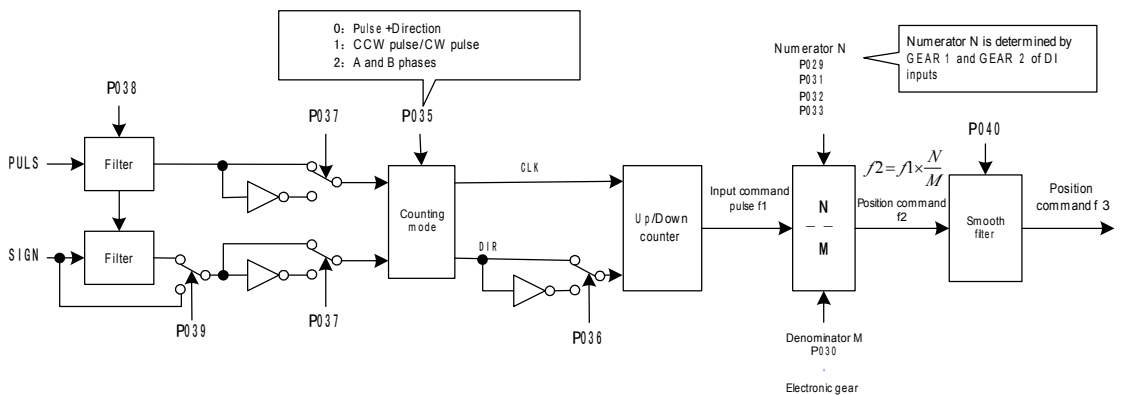 0: Pulse +Direction
1: CCW pulse/CW pulse
2: A and B phases
Numerator N
P029
P031
P032
P033
Numerator N is determined by
GEAR 1 and GEAR 2 of DI
inputs
P038
P037
P035
P040
PULS
Filter
CLK
f2=f1×N/M
Input command
pulse f1
Position command
f2
Position
command f 3
Counting
mode
Up/Down
counter
N
M
Smooth
filter
SIGN
Filter
DIR
P039
P037
P036
Denominator M
P030
Electronic gear